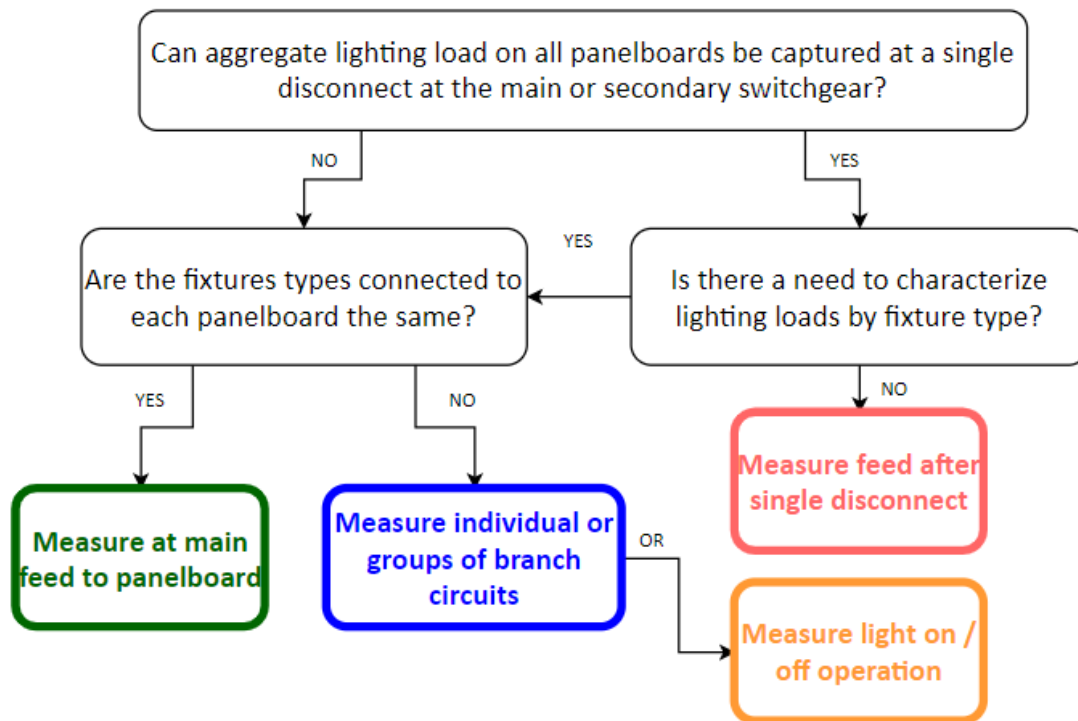 Can aggregate lighting load on all panelboards be captured at a single
disconnect at the main or secondary switchgear?
NO
YES
Are the fixtures types connected to
each panelboard the same?
YES
Is there a need to characterize
lighting loads by fixture type?
YES
NO
NO
Measure at main
feed to panelboard
Measure individual or
groups of branch
circuits
OR
Measure feed after
single disconnect
Measure light on /
off operation